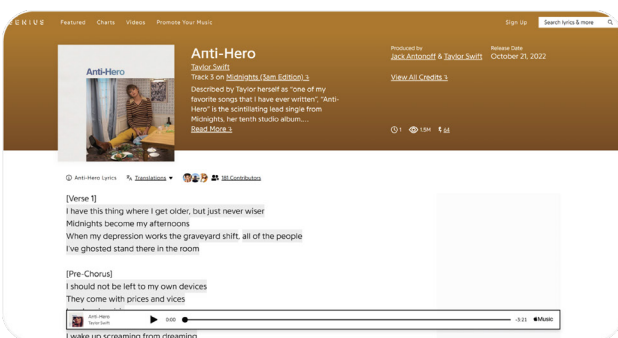 GENIUS
Featured Charts Videos Promote Your Music
Sign Up
Search lyrics & more
Anti-Hero
Anti-Hero
Taylor Swift
Track 3 on Midnights (3am Edition)
Described by Taylor herself as "one of my
favorite songs that I have ever written", "Anti-
Hero" is the scintillating lead single from
Midnights, her tenth studio album....
Read More
Produced by
Jack Antonoff & Taylor Swift
Release Date
October 21, 2022
View All Credits
1 1.5M 64
Anti-Hero Lyrics Translations 181 Contributors
[Verse 1]
I have this thing where I get older, but just never wiser
Midnights become my afternoons
When my depression works the graveyard shift, all of the people
I've ghosted stand there in the room
[Pre-Chorus]
I should not be left to my own devices
They come with prices and vices
Anti-Hero
Taylor Swift
0:00
-3:21
Music
I wake up screaming from dreaming